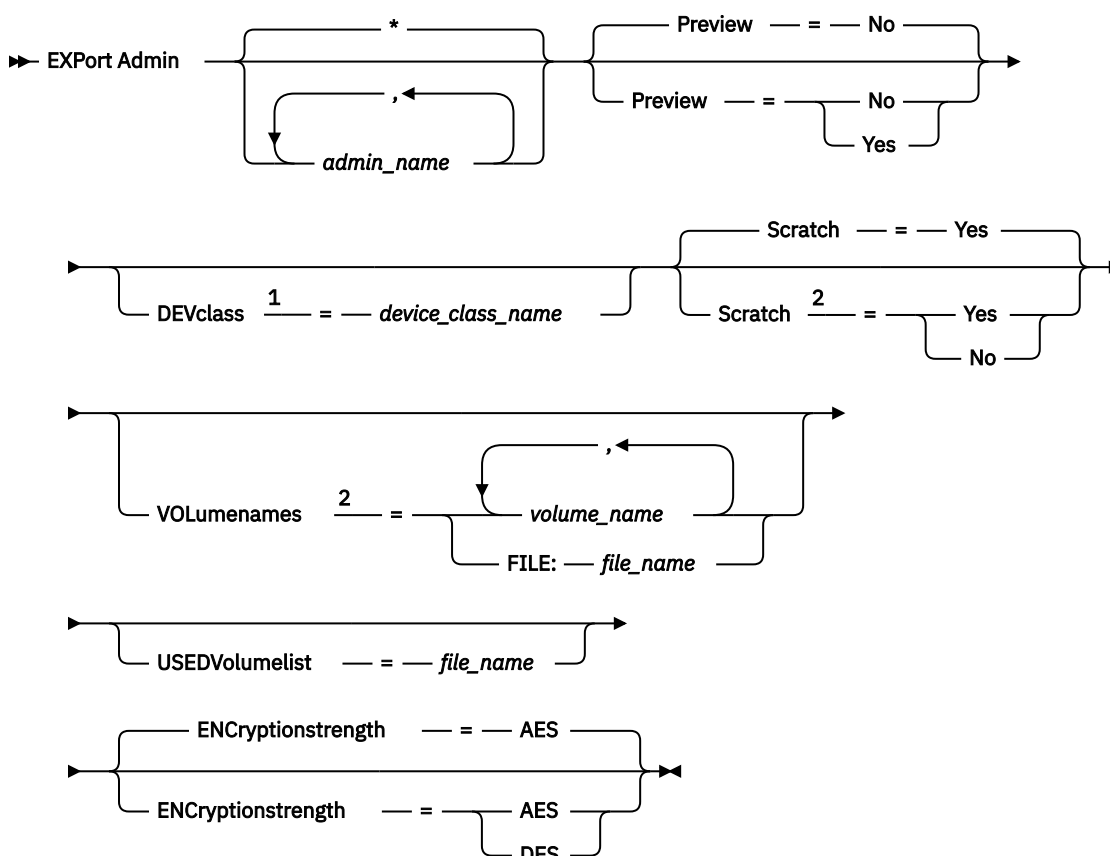 *
Preview = No
EXPort Admin
,
Preview = No
Yes
admin_name
Scratch = Yes
DEVclass 1 = device_class_name
Scratch 2 = Yes
No
,
VOLumenames 2 = volume_name
FILE: file_name
USEDVolumelist = file_name
ENCryptionstrength = AES
ENCryptionstrength = AES
DES